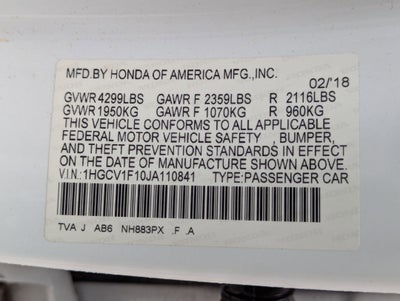 MFD.BY HONDA OF AMERICA MFG.,INC.
02/'18
GVWR 4299LBS GAWR F 2359LBS R 2116LBS
GVWR 1950KG GAWR F 1070KG R 960KG
THIS VEHICLE CONFORMS TO ALL APPLICABLE
FEDERAL MOTOR VEHICLE SAFETY BUMPER,
AND THEFT PREVENTION STANDARDS IN EFFECT
ON THE DATE OF MANUFACTURE SHOWN ABOVE.
V.I.N.:1HGCV1F10JA110841 TYPE:PASSENGER CAR
TVA J AB6 NH883PX .F .A